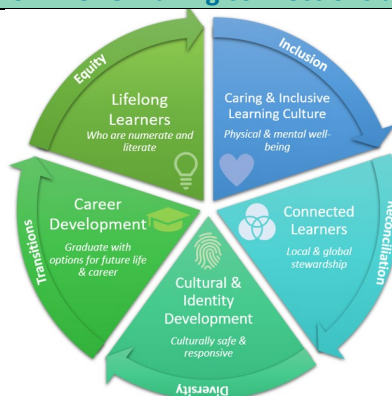 Equity
Inclusion
Lifelong
Learners
Who are numerate and
literate
Caring & Inclusive
Learning Culture
Physical & mental well-
being
Career
Development
Graduate with
options for future life
& career
Connected
Learners
Local & global
stewardship
Transitions
Reconciliation
Cultural &
Identity
Development
Culturally safe &
responsive
Diversity